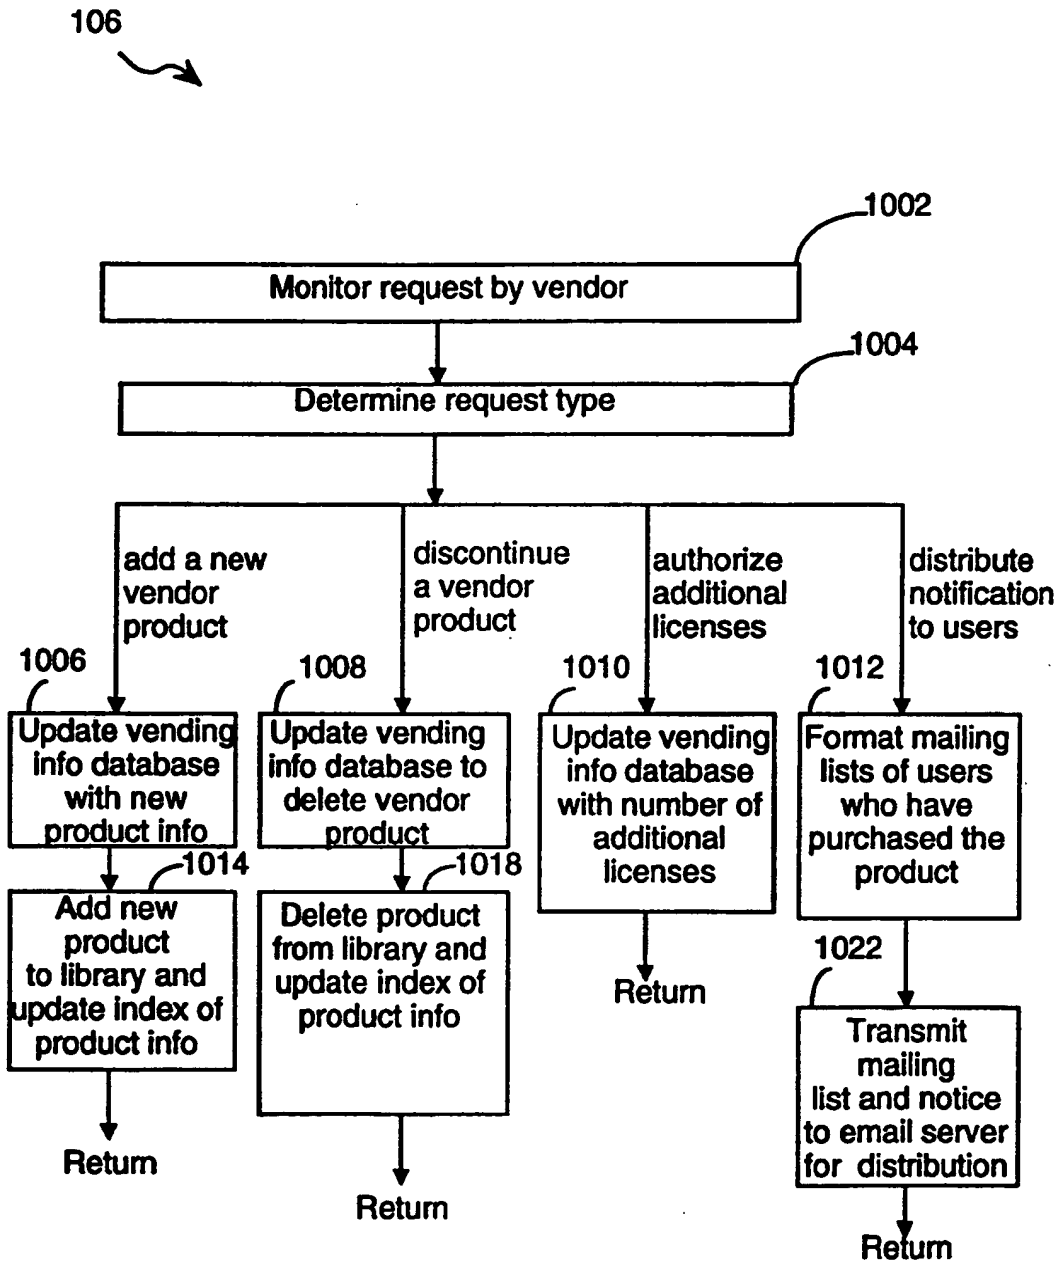 106
1002
Monitor request by vendor
1004
Determine request type
add a new
vendor
product
discontinue
a vendor
product
authorize
additional
licenses
distribute
notification
to users
1006
Update vending
info database
with new
product info
1008
Update vending
info database to
delete vendor
product
1010
Update vending
info database
with number of
additional
licenses
1012
Format mailing
lists of users
who have
purchased the
product
1014
Add new
product
to library and
update index of
product info
Return
1018
Delete product
from library and
update index of
product info
Return
Return
1022
Transmit
mailing
list and notice
to email server
for distribution
Return